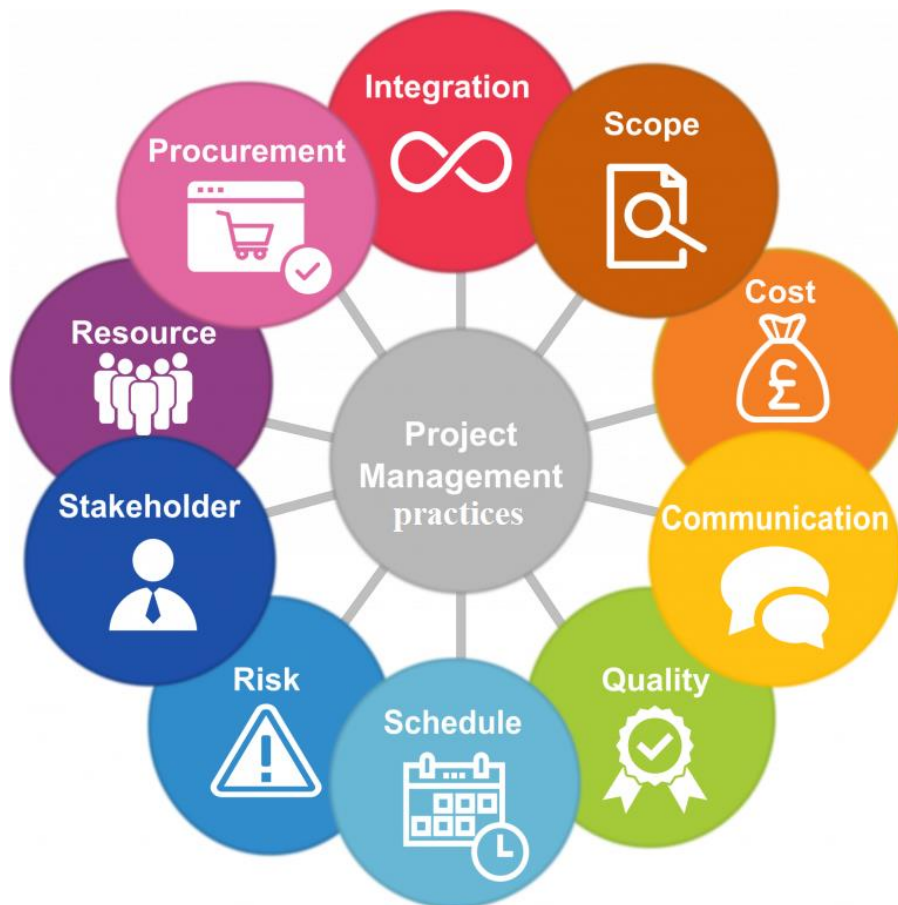 Integration
Scope
Cost
Communication
Quality
Schedule
Risk
Stakeholder
Resource
Procurement
Project
Management
practices
£